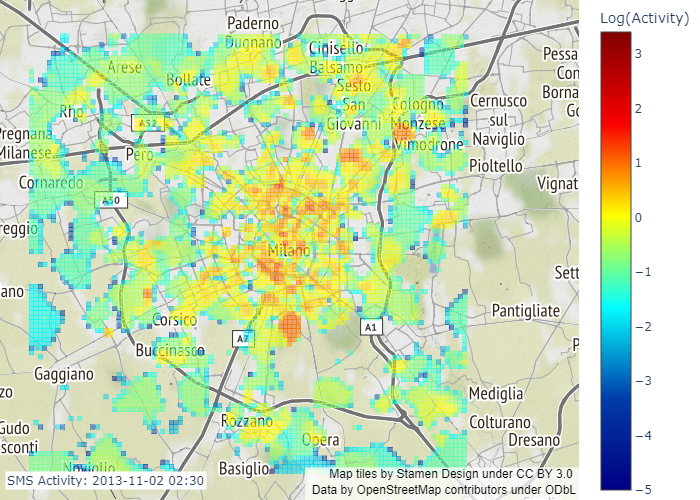 Log(Activity)
Paderno
Dugnano
Cinisello
Balsamo
Arese
Bollate
Sesto
San
Giovanni
Cologno
Monzese
Vimodrone
Cernusco
sul
Naviglio
Pessa
Con
Borna
Go
Rho
A52
Pregnana
Milanese
Pero
Pioltello
Cornaredo
Vignat
A50
reggio
Milano
Sett
ano
Pantigliate
Corsico
A7
A1
P
Buccinasco
Gaggiano
zo
Mediglia
Rozzano
Colturano
Gudo
sconti
Opera
Dresano
Noviglio
Basiglio
SMS Activity: 2013-11-02 02:30
Map tiles by Stamen Design under CC BY 3.0
Data by OpenStreetMap contributors under ODbL
3
2
1
0
−1
−2
−3
−4
−5